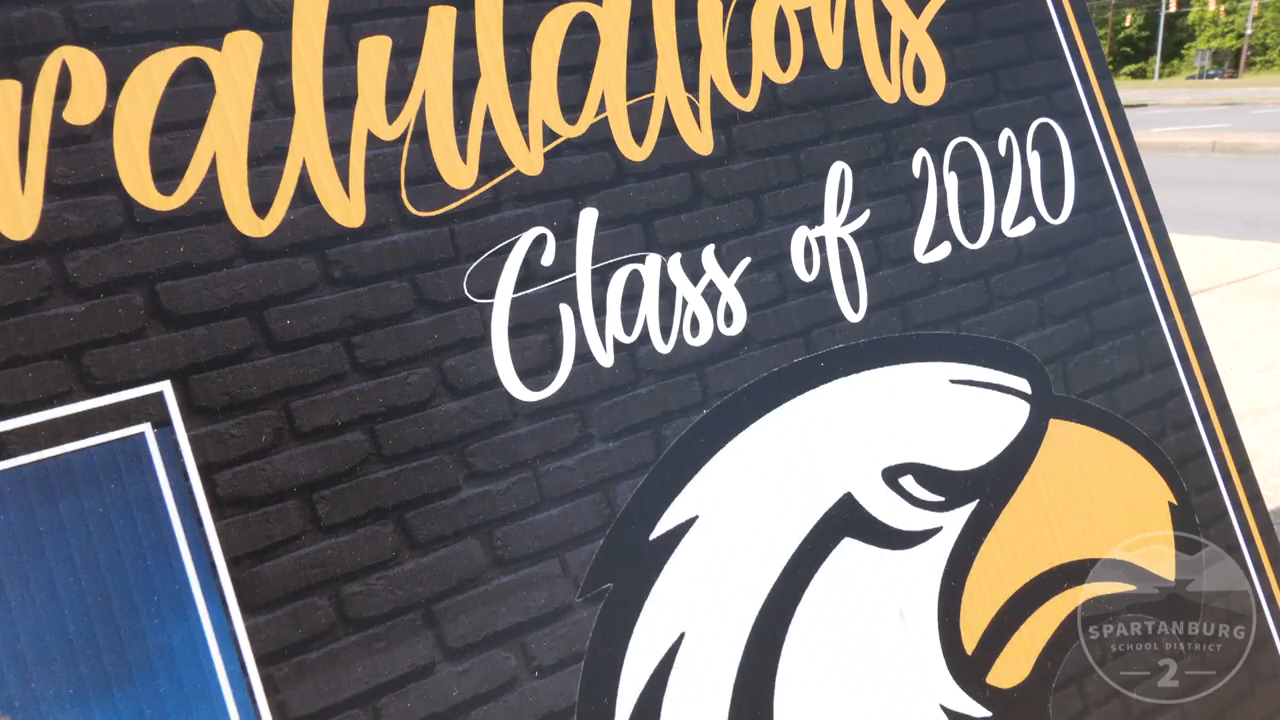 ratulations
Class of 2020
SPARTANBURG
SCHOOL DISTRICT
2